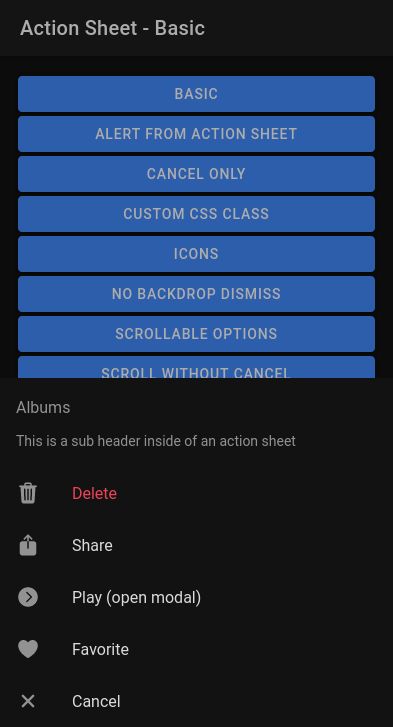 Action Sheet - Basic
BASIC
ALERT FROM ACTION SHEET
CANCEL ONLY
CUSTOM CSS CLASS
ICONS
NO BACKDROP DISMISS
SCROLLABLE OPTIONS
SCROLL WITHOUT CANCEL
Albums
This is a sub header inside of an action sheet
Delete
Share
Play (open modal)
Favorite
Cancel